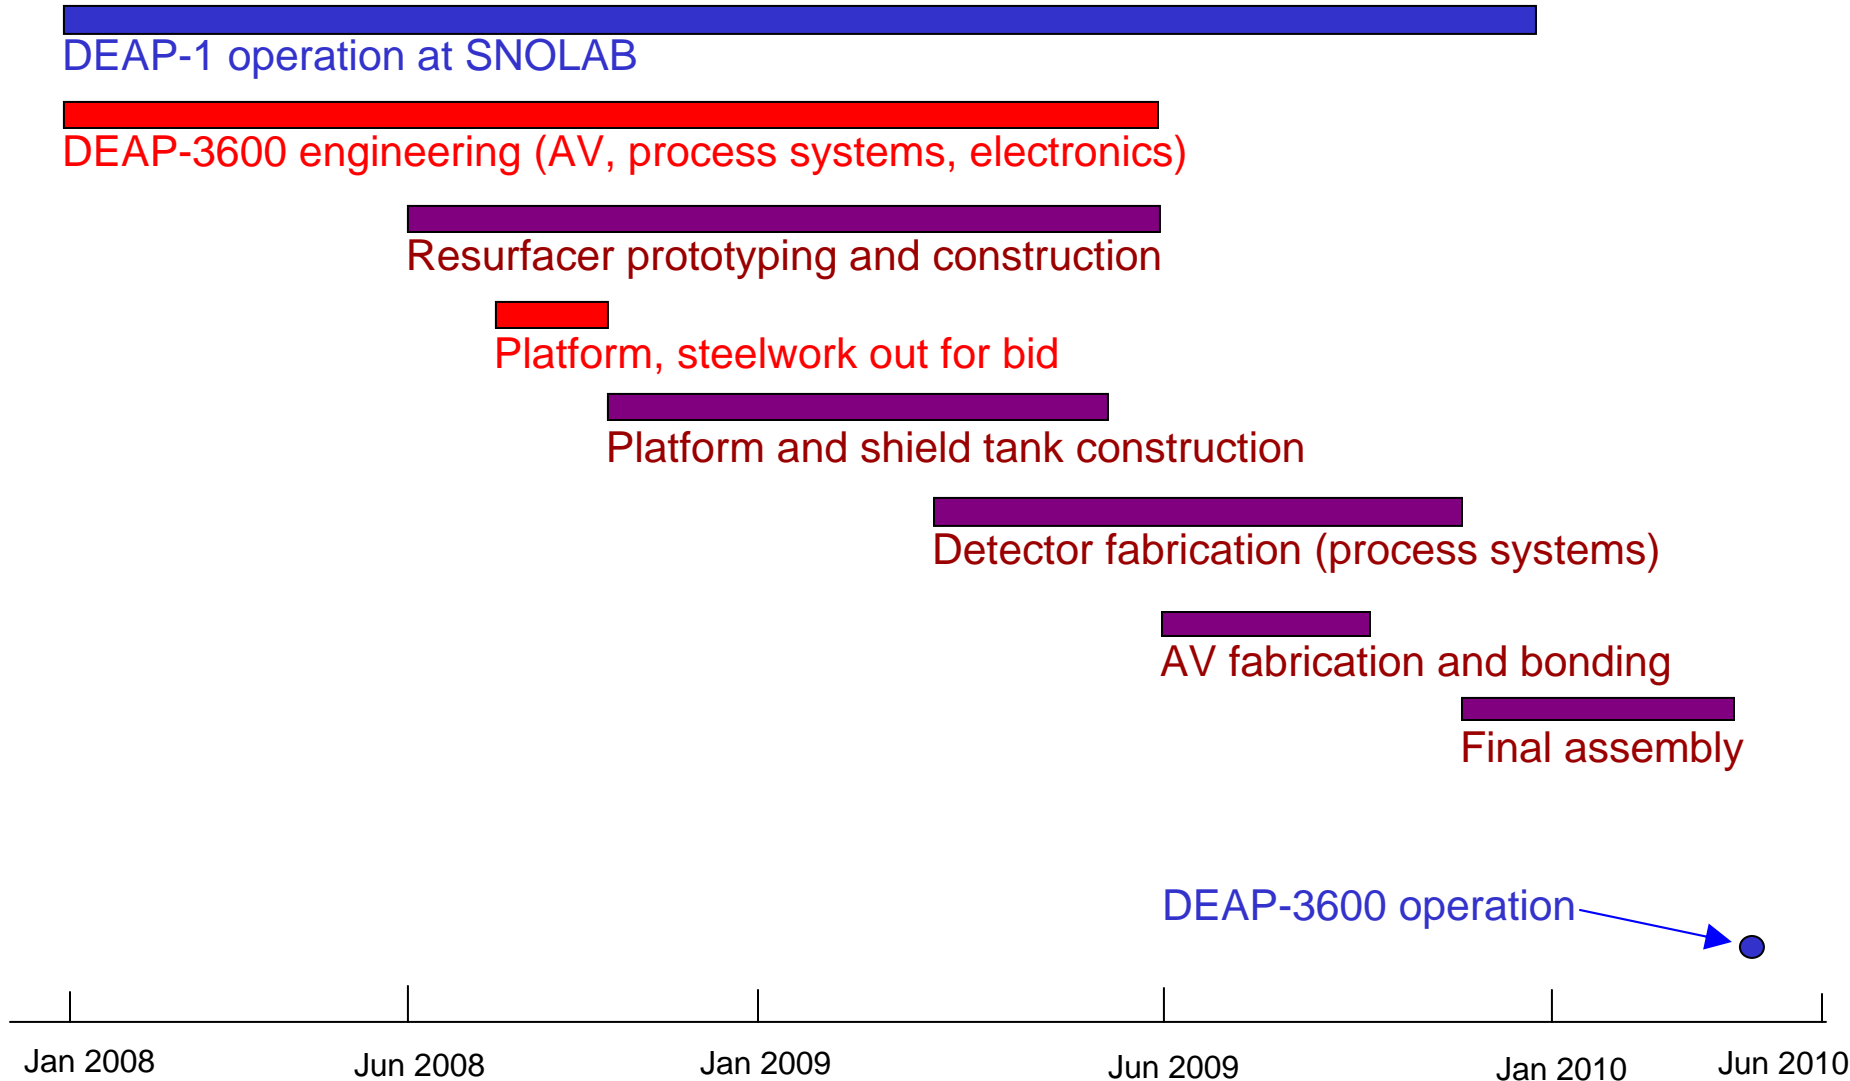 DEAP-1 operation at SNOLAB
DEAP-3600 engineering (AV, process systems, electronics)
Resurfacer prototyping and construction
Platform, steelwork out for bid
Platform and shield tank construction
Detector fabrication (process systems)
AV fabrication and bonding
Final assembly
DEAP-3600 operation
Jan 2008
Jun 2008
Jan 2009
Jun 2009
Jan 2010
Jun 2010